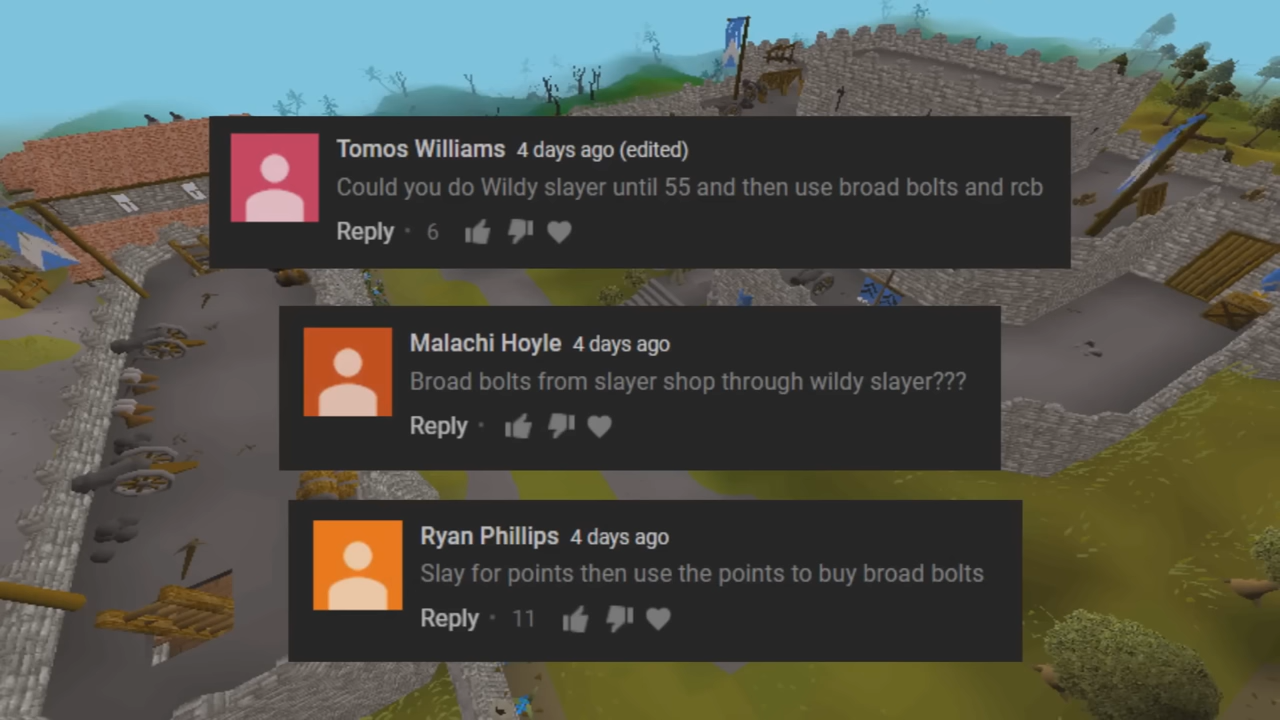 Tomos Williams 4 days ago (edited)
Could you do Wildy slayer until 55 and then use broad bolts and rcb
Reply · 6
Malachi Hoyle 4 days ago
Broad bolts from slayer shop through wildy slayer???
Reply ·
Ryan Phillips 4 days ago
Slay for points then use the points to buy broad bolts
Reply · 11